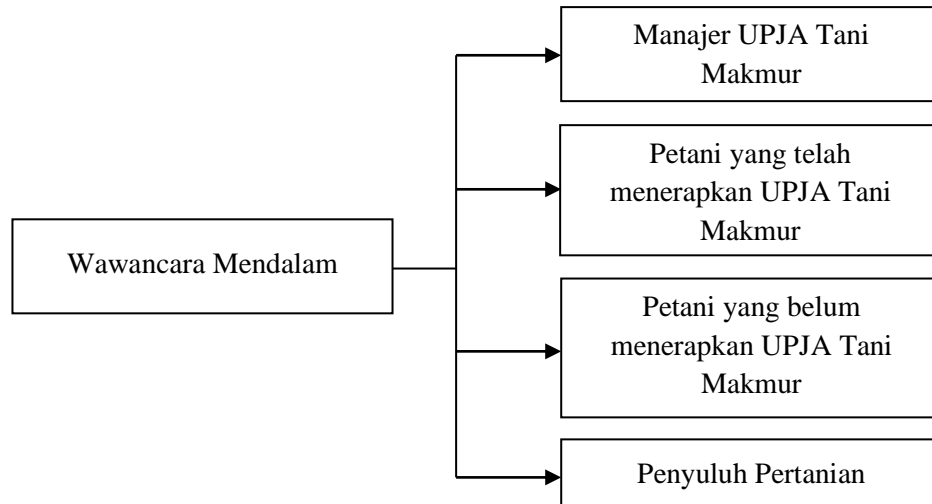 Manajer UPJA Tani
Makmur
Petani yang telah
menerapkan UPJA Tani
Makmur
Wawancara Mendalam
Petani yang belum
menerapkan UPJA Tani
Makmur
Penyuluh Pertanian